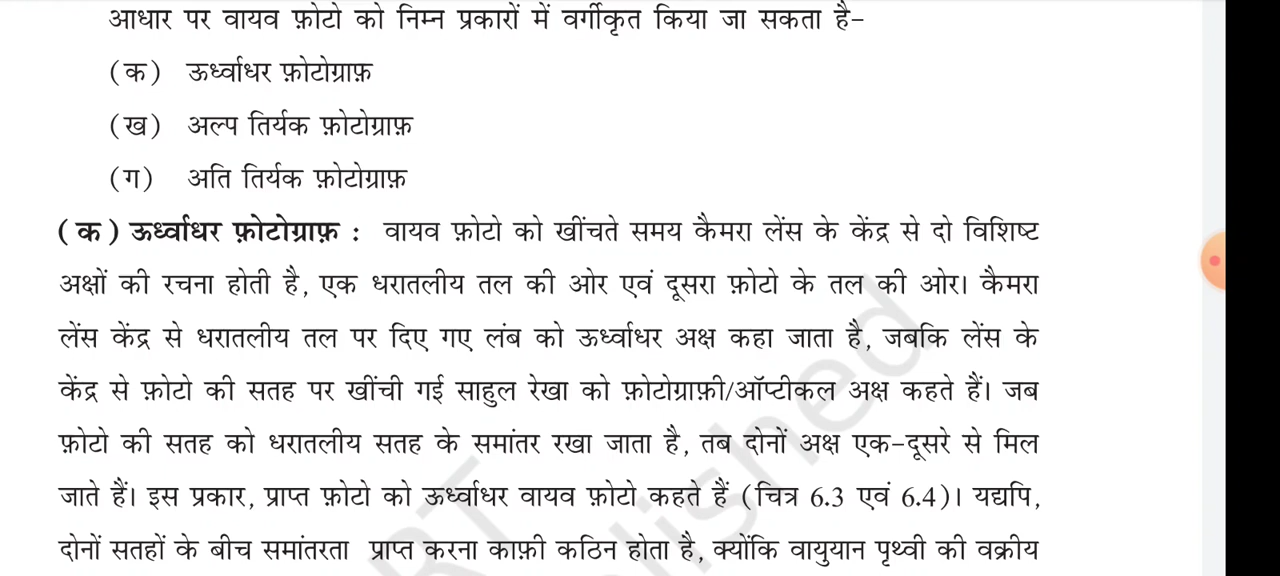 आधार पर वायव फ़ोटो को निम्न प्रकारों में वर्गीकृत किया जा सकता है–
(क) ऊर्ध्वाधर फ़ोटोग्राफ़
(ख) अल्प तिर्यक फ़ोटोग्राफ़
(ग) अति तिर्यक फ़ोटोग्राफ़
(क) ऊर्ध्वाधर फ़ोटोग्राफ़ : वायव फ़ोटो को खींचते समय कैमरा लेंस के केंद्र से दो विशिष्ट
अक्षों की रचना होती है, एक धरातलीय तल की ओर एवं दूसरा फ़ोटो के तल की ओर। कैमरा
लेंस केंद्र से धरातलीय तल पर दिए गए लंब को ऊर्ध्वाधर अक्ष कहा जाता है, जबकि लेंस के
केंद्र से फ़ोटो की सतह पर खींची गई साहुल रेखा को फ़ोटोग्राफ़ी/ऑप्टीकल अक्ष कहते हैं। जब
फ़ोटो की सतह को धरातलीय सतह के समांतर रखा जाता है, तब दोनों अक्ष एक–दूसरे से मिल
जाते हैं। इस प्रकार, प्राप्त फ़ोटो को ऊर्ध्वाधर वायव फ़ोटो कहते हैं (चित्र 6.3 एवं 6.4)। यद्यपि,
दोनों सतहों के बीच समांतरता प्राप्त करना काफ़ी कठिन होता है, क्योंकि वायुयान पृथ्वी की वक्रीय